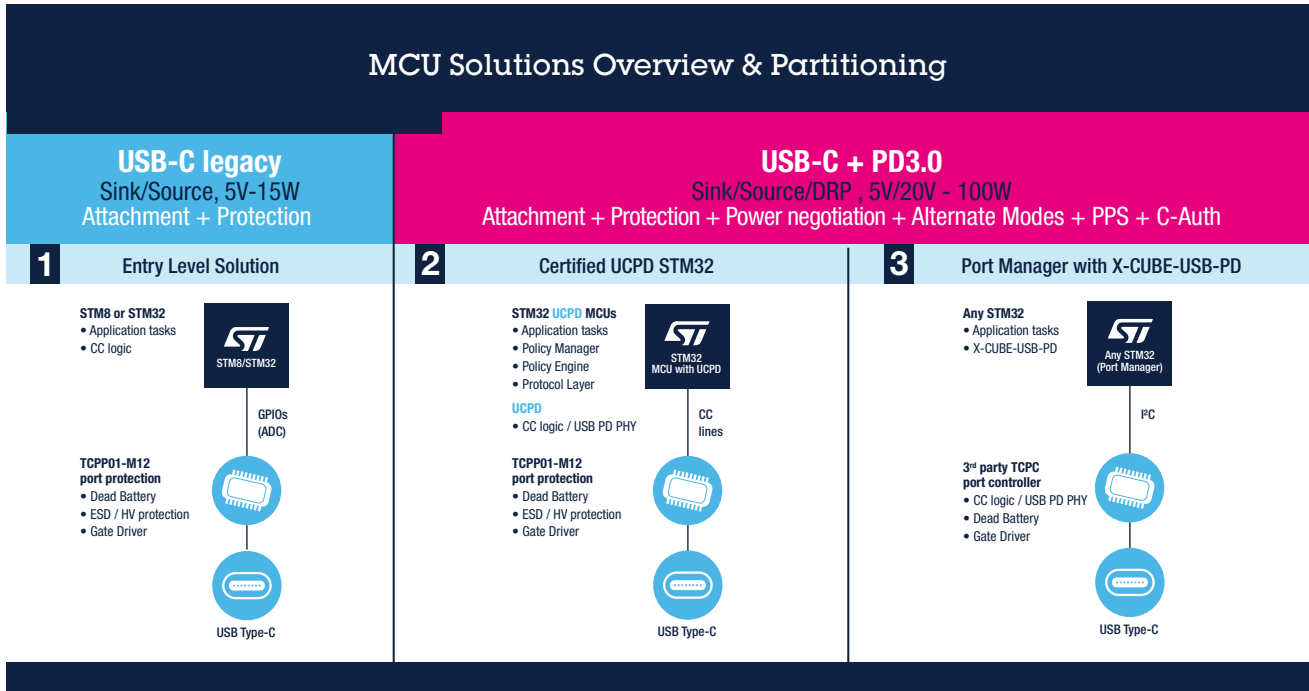 MCU Solutions Overview & Partitioning
USB-C legacy
Sink/Source, 5V-15W
Attachment + Protection
USB-C + PD3.0
Sink/Source/DRP , 5V/20V - 100W
Attachment + Protection + Power negotiation + Alternate Modes + PPS + C-Auth
1 Entry Level Solution
STM8 or STM32
• Application tasks
• CC logic
ST
STM8/STM32
GPIOs
(ADC)
TCPP01-M12
port protection
• Dead Battery
• ESD / HV protection
• Gate Driver
USB Type-C
2 Certified UCPD STM32
STM32 UCPD MCUs
• Application tasks
• Policy Manager
• Policy Engine
• Protocol Layer
UCPD
• CC logic / USB PD PHY
ST
STM32
MCU with UCPD
CC
lines
TCPP01-M12
port protection
• Dead Battery
• ESD / HV protection
• Gate Driver
USB Type-C
3 Port Manager with X-CUBE-USB-PD
Any STM32
• Application tasks
• X-CUBE-USB-PD
ST
Any STM32
(Port Manager)
I²C
3rd party TCPC
port controller
• CC logic / USB PD PHY
• Dead Battery
• Gate Driver
USB Type-C